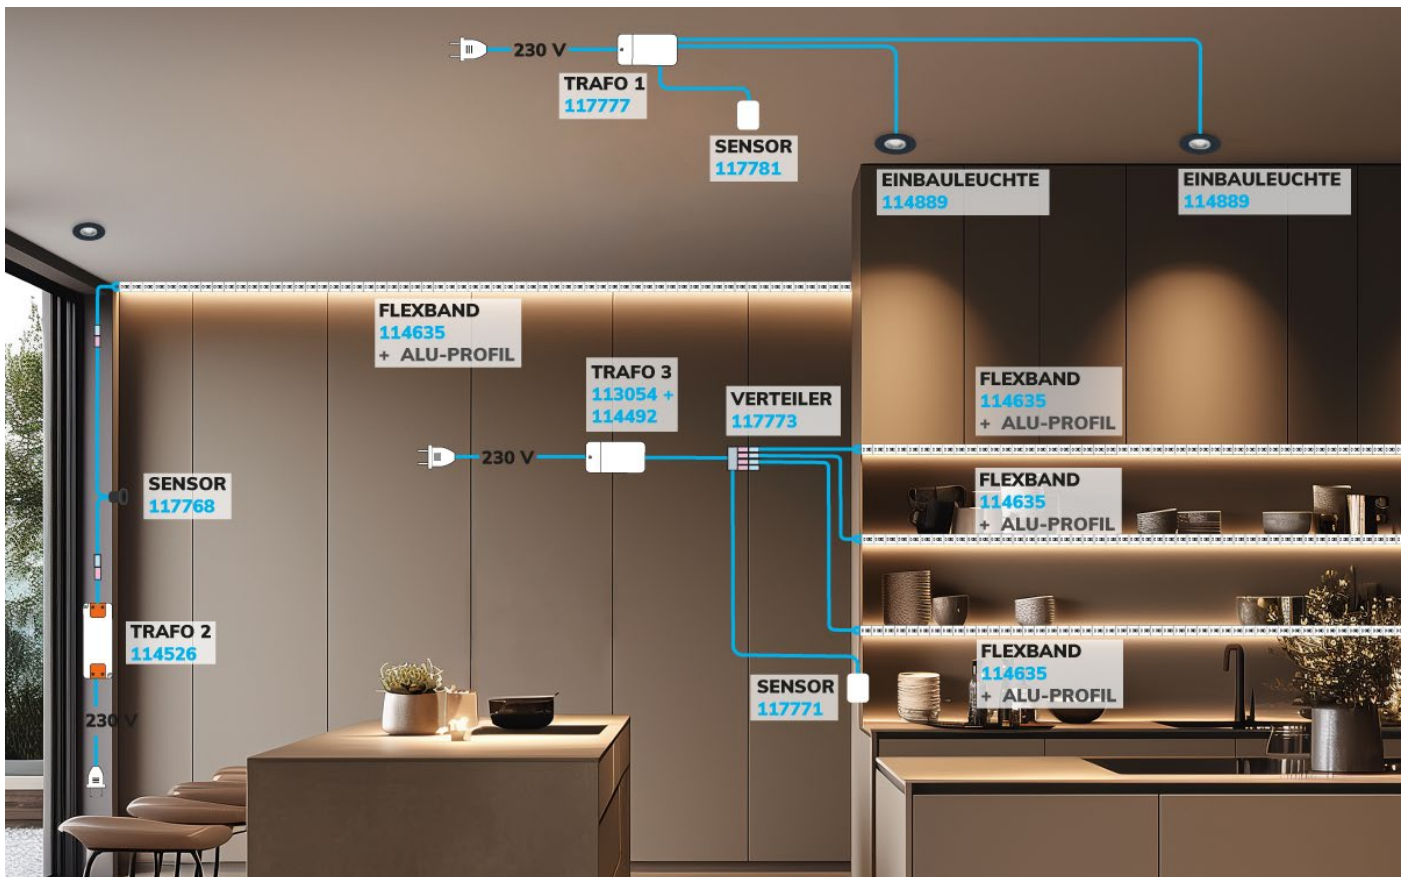 230 V
TRAFO 1
117777
SENSOR
117781
EINBAULEUCHTE
114889
EINBAULEUCHTE
114889
FLEXBAND
114635
+ ALU-PROFIL
TRAFO 3
113054 +
114492
VERTEILER
117773
FLEXBAND
114635
+ ALU-PROFIL
230 V
SENSOR
117768
FLEXBAND
114635
+ ALU-PROFIL
TRAFO 2
114526
FLEXBAND
114635
+ ALU-PROFIL
SENSOR
117771
230 V